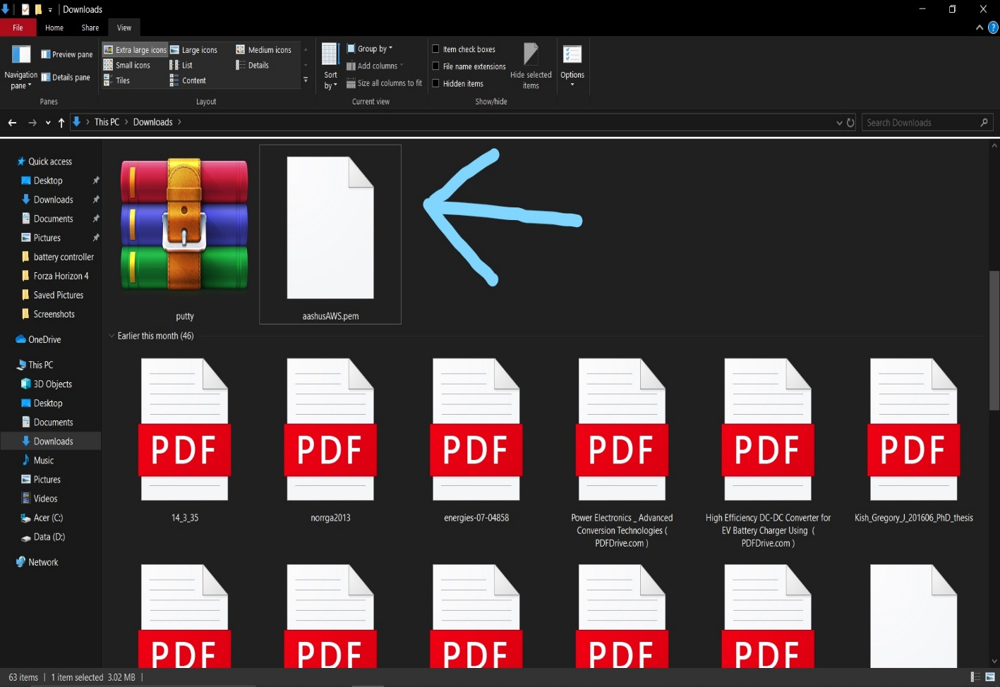 Downloads
File Home Share View
Navigation pane
Preview pane
Details pane
Panes
Extra large icons Large icons Medium icons
Small icons List Details
Tiles Content
Layout
Sort by
Group by
Add columns
Size all columns to fit
Current view
Item check boxes
File name extensions
Hidden items
Hide selected items
Show/hide
Options
This PC > Downloads >
Search Downloads
Quick access
Desktop
Downloads
Documents
Pictures
battery controller
Forza Horizon 4
Saved Pictures
Screenshots
OneDrive
This PC
3D Objects
Desktop
Documents
Downloads
Music
Pictures
Videos
Acer (C:)
Data (D:)
Network
putty aashusAWS.pem
Earlier this month (46)
PDF PDF PDF PDF PDF PDF
14_3_35
norrga2013
energies-07-04858
Power Electronics _ Advanced
Conversion Technologies (
PDFDrive.com )
High Efficiency DC-DC Converter for
EV Battery Charger Using (
PDFDrive.com )
Kish_Gregory_J_201606_PhD_thesis
PDF PDF PDF PDF PDF
63 items | 1 item selected 3.02 MB |